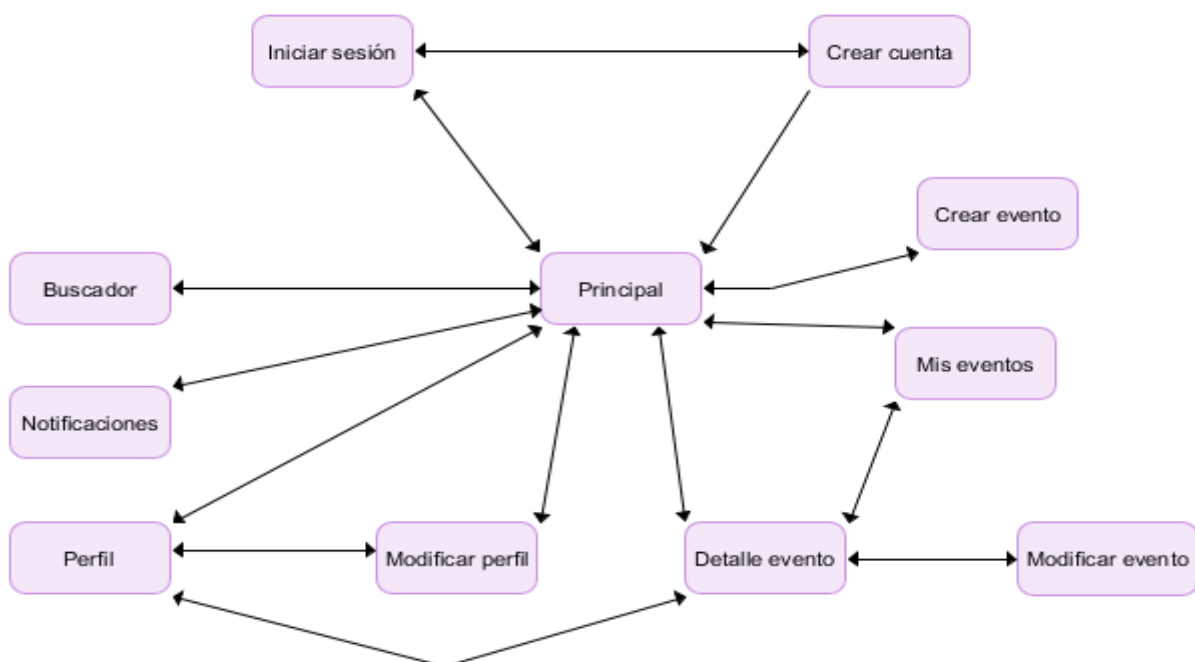 Iniciar sesión
Crear cuenta
Crear evento
Buscador
Principal
Mis eventos
Notificaciones
Perfil
Modificar perfil
Detalle evento
Modificar evento